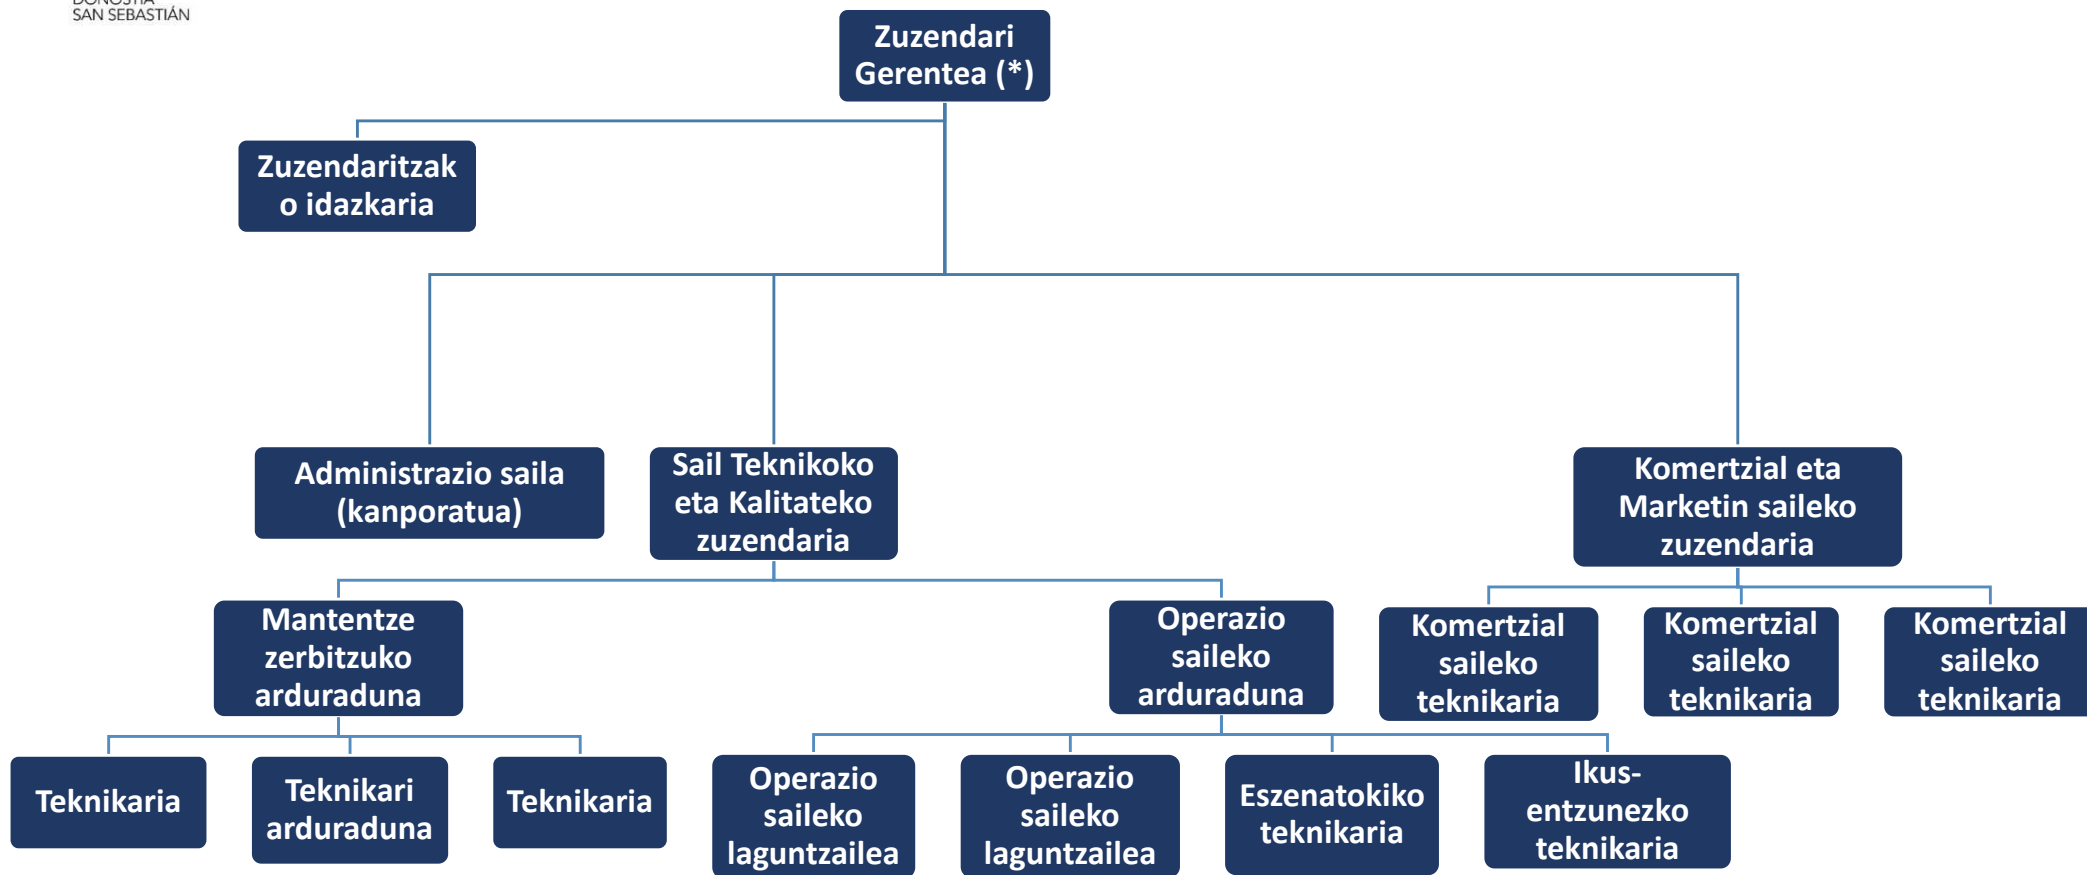 DONOSTIA
SAN SEBASTIÁN
Zuzendari
Gerentea (*)
Zuzendaritzak
o idazkaria
Administrazio saila
(kanporatua)
Sail Teknikoko
eta Kalitateko
zuzendaria
Komertzial eta
Marketin saileko
zuzendaria
Mantentze
zerbitzuko
arduraduna
Operazio
saileko
arduraduna
Komertzial
saileko
teknikaria
Komertzial
saileko
teknikaria
Komertzial
saileko
teknikaria
Teknikaria
Teknikari
arduraduna
Teknikaria
Operazio
saileko
laguntzailea
Operazio
saileko
laguntzailea
Eszenatokiko
teknikaria
Ikus-
entzunezko
teknikaria